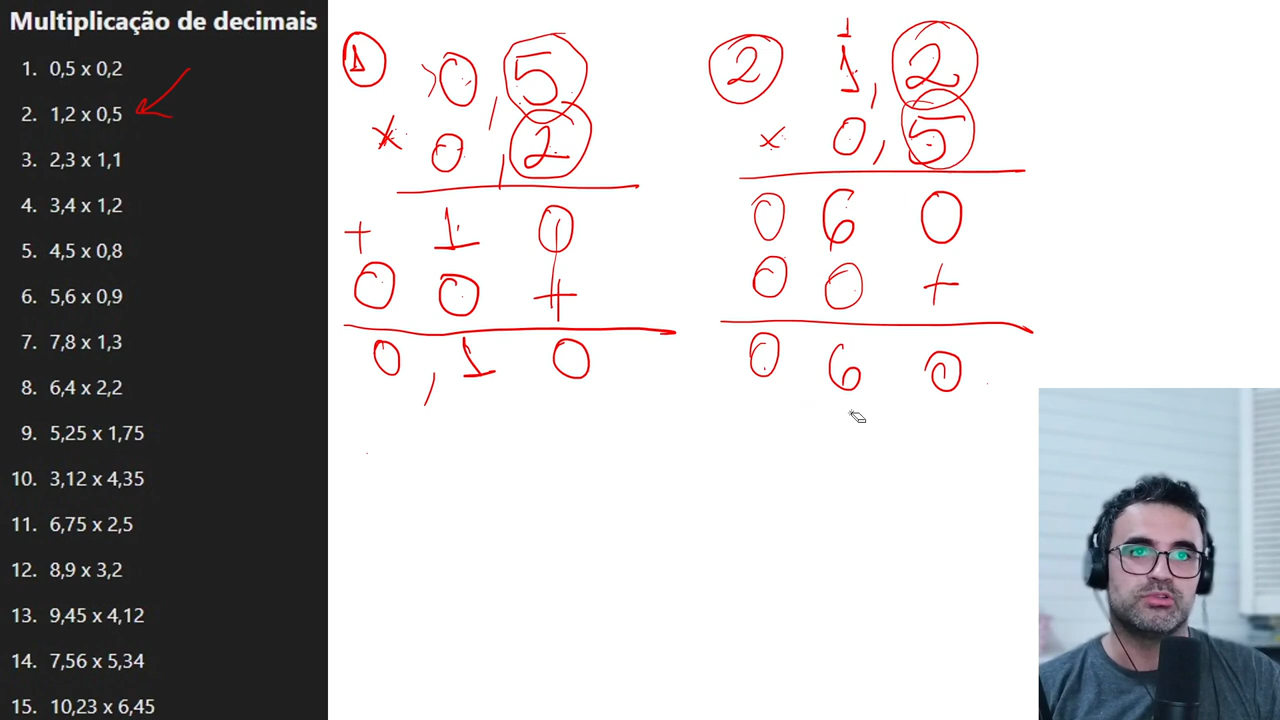 Multiplicação de decimais
1. 0,5 x 0,2
2. 1,2 x 0,5
3. 2,3 x 1,1
4. 3,4 x 1,2
5. 4,5 x 0,8
6. 5,6 x 0,9
7. 7,8 x 1,3
8. 6,4 x 2,2
9. 5,25 x 1,75
10. 3,12 x 4,35
11. 6,75 x 2,5
12. 8,9 x 3,2
13. 9,45 x 4,12
14. 7,56 x 5,34
15. 10,23 x 6,45
1
0,5
x 0,2
+ 1 0
0 0 +
0,1 0
2
1
1,2
x 0,5
0 6 0
0 0 +
0 6 0